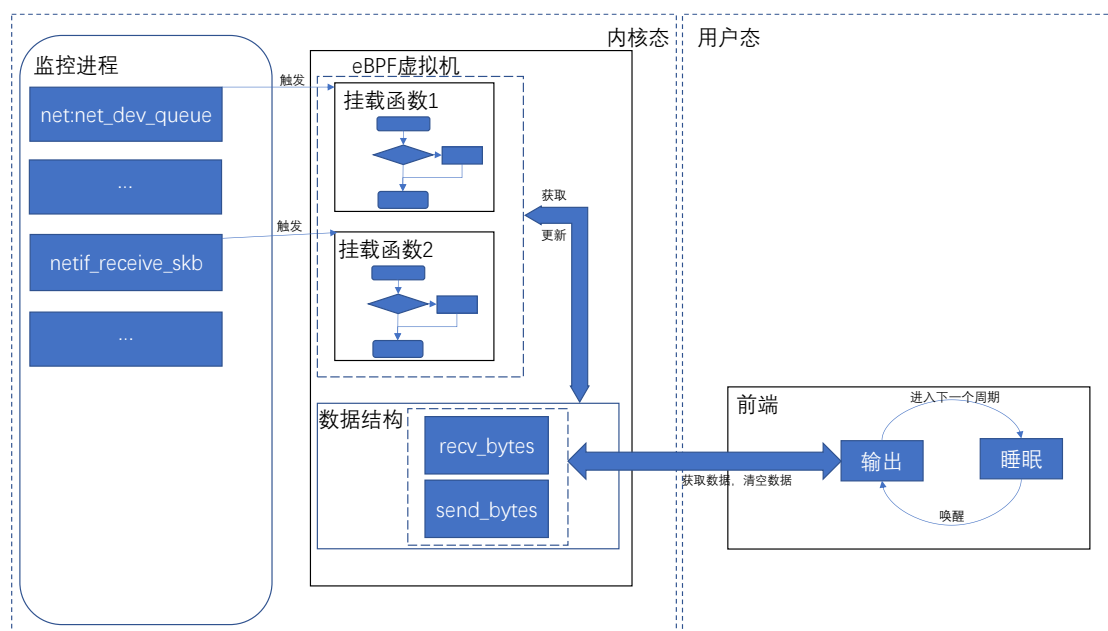 内核态
用户态
监控进程
net:net_dev_queue
...
netif_receive_skb
...
触发
触发
eBPF虚拟机
挂载函数1
挂载函数2
获取
更新
数据结构
recv_bytes
send_bytes
获取数据，清空数据
前端
进入下一个周期
输出
睡眠
唤醒